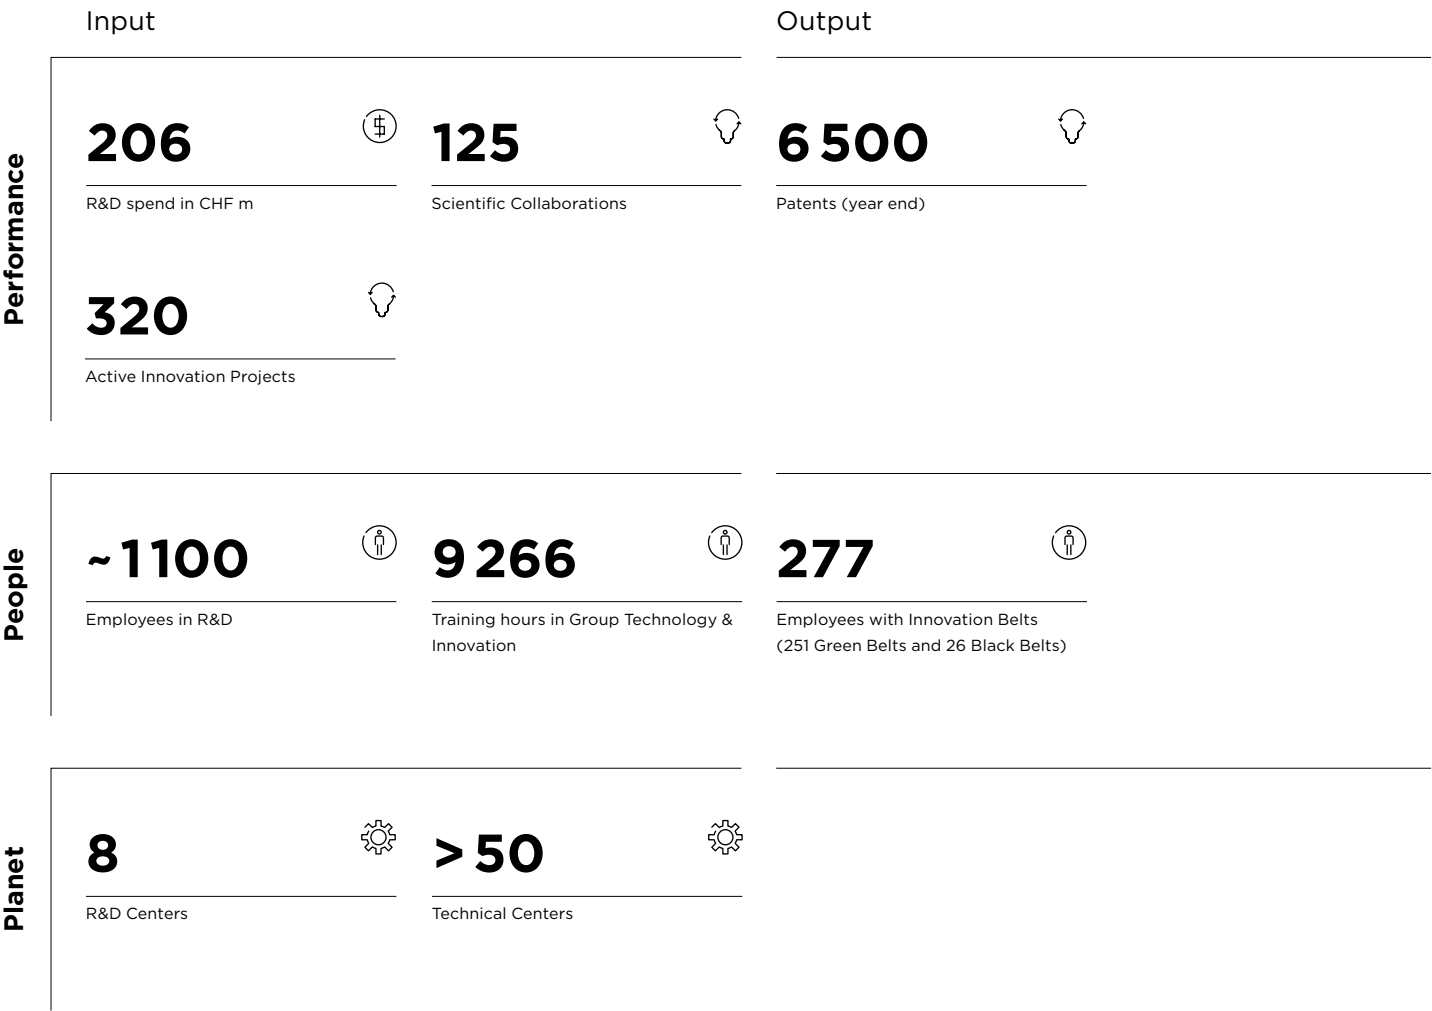 Input
Output
Performance
206
125
6 500
R&D spend in CHF m
Scientific Collaborations
Patents (year end)
320
Active Innovation Projects
People
~ 1 100
9 266
277
Employees in R&D
Training hours in Group Technology &
Innovation
Employees with Innovation Belts
(251 Green Belts and 26 Black Belts)
Planet
8
> 50
R&D Centers
Technical Centers